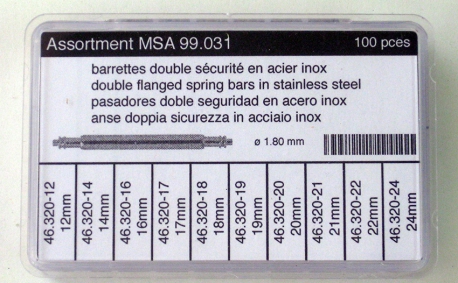 Assortment MSA 99.031 100 pces
barrettes double sécurité en acier inox
double flanged spring bars in stainless steel
pasadores doble seguridad en acero inox
anse doppia sicurezza in acciaio inox
ø 1.80 mm
46.320-12
12mm
46.320-14
14mm
46.320-16
16mm
46.320-17
17mm
46.320-18
18mm
46.320-19
19mm
46.320-20
20mm
46.320-21
21mm
46.320-22
22mm
46.320-24
24mm